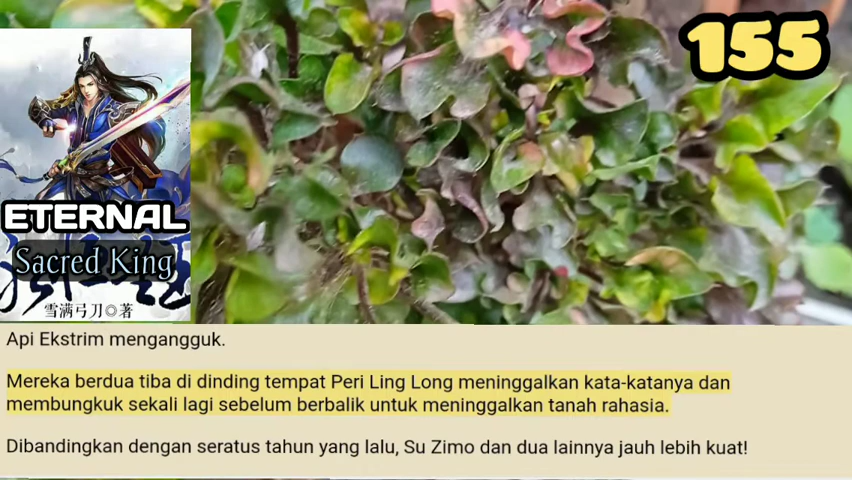 155
ETERNAL
Sacred King
雪满弓刀◎著
Api Ekstrim mengangguk.
Mereka berdua tiba di dinding tempat Peri Ling Long meninggalkan kata-katanya dan
membungkuk sekali lagi sebelum berbalik untuk meninggalkan tanah rahasia.
Dibandingkan dengan seratus tahun yang lalu, Su Zimo dan dua lainnya jauh lebih kuat!